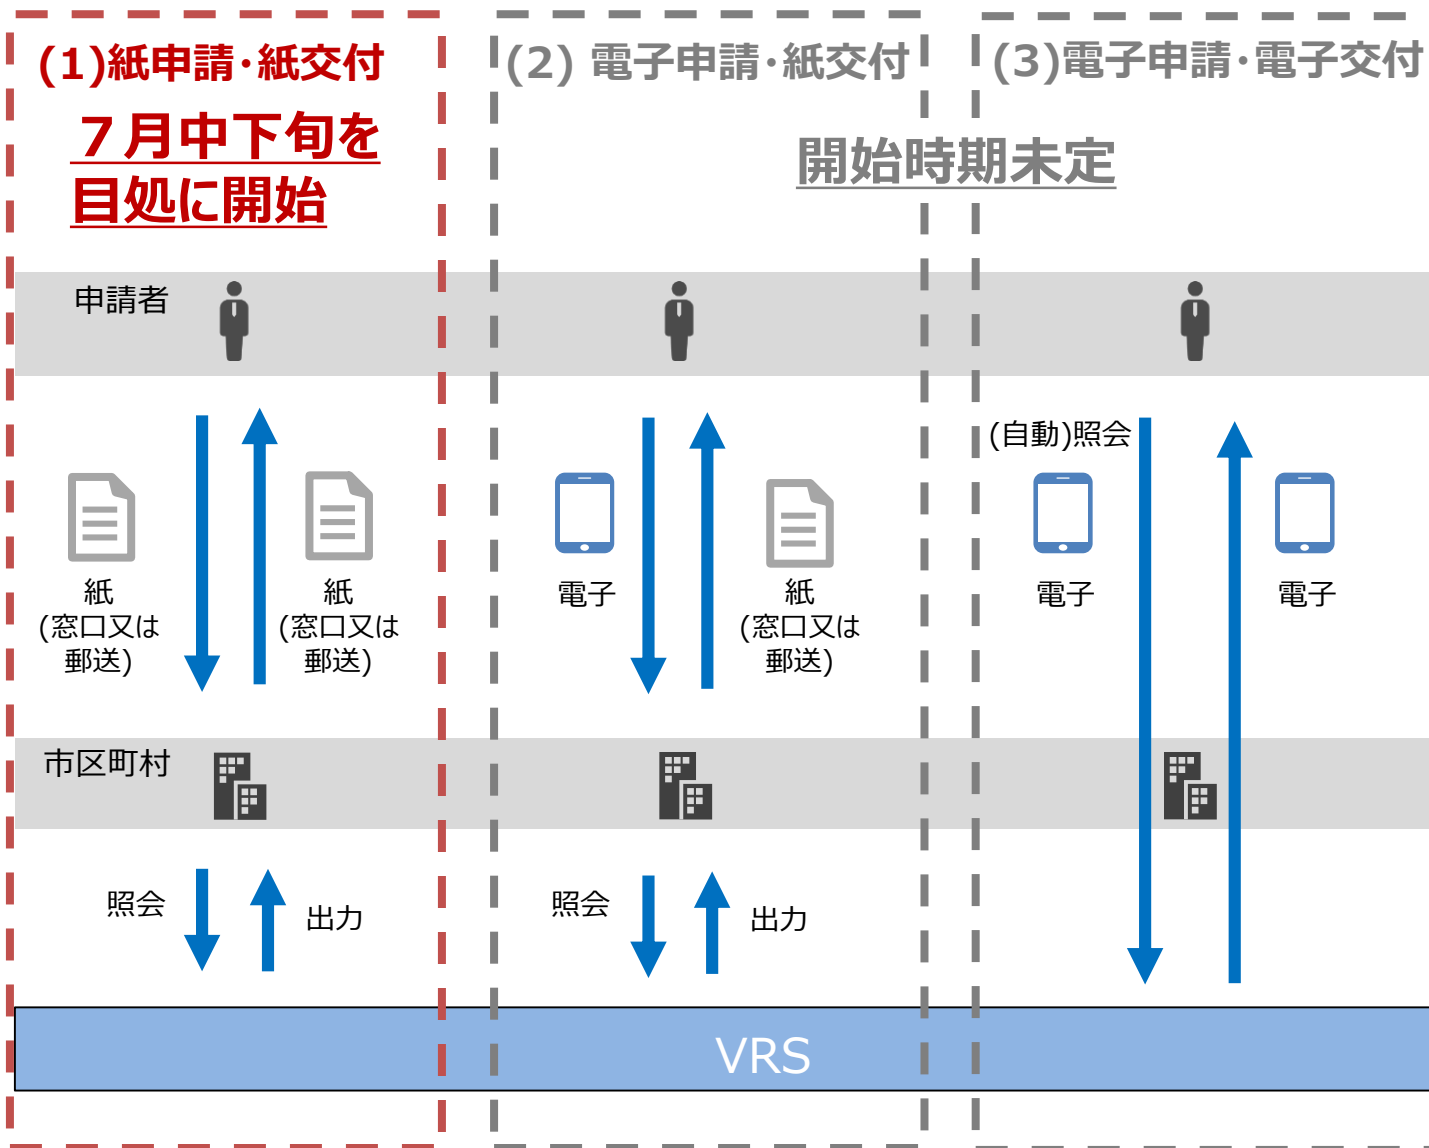 (1)紙申請・紙交付
７月中下旬を
目処に開始
(2) 電子申請・紙交付
(3)電子申請・電子交付
開始時期未定
申請者
紙
(窓口又は
郵送)
紙
(窓口又は
郵送)
電子
紙
(窓口又は
郵送)
(自動)照会
電子
電子
市区町村
照会
出力
照会
出力
VRS